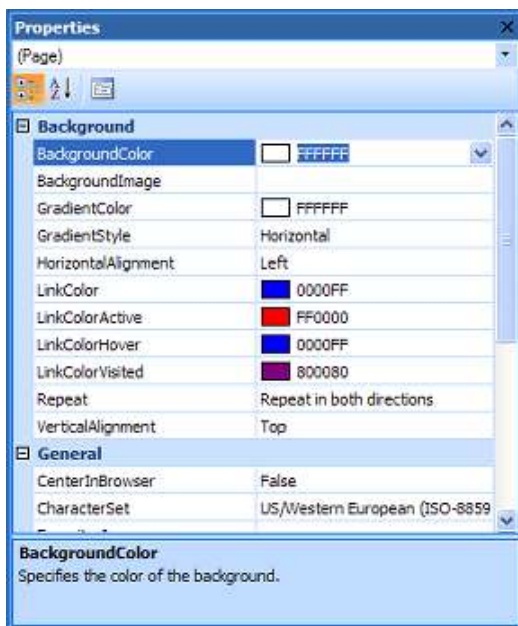 Properties
(Page)
Background
BackgroundColor FFFFFF
BackgroundImage
GradientColor FFFFFF
GradientStyle Horizontal
HorizontalAlignment Left
LinkColor 0000FF
LinkColorActive FF0000
LinkColorHover 0000FF
LinkColorVisited 800080
Repeat Repeat in both directions
VerticalAlignment Top
General
CenterInBrowser False
CharacterSet US/Western European (ISO-8859
BackgroundColor
Specifies the color of the background.